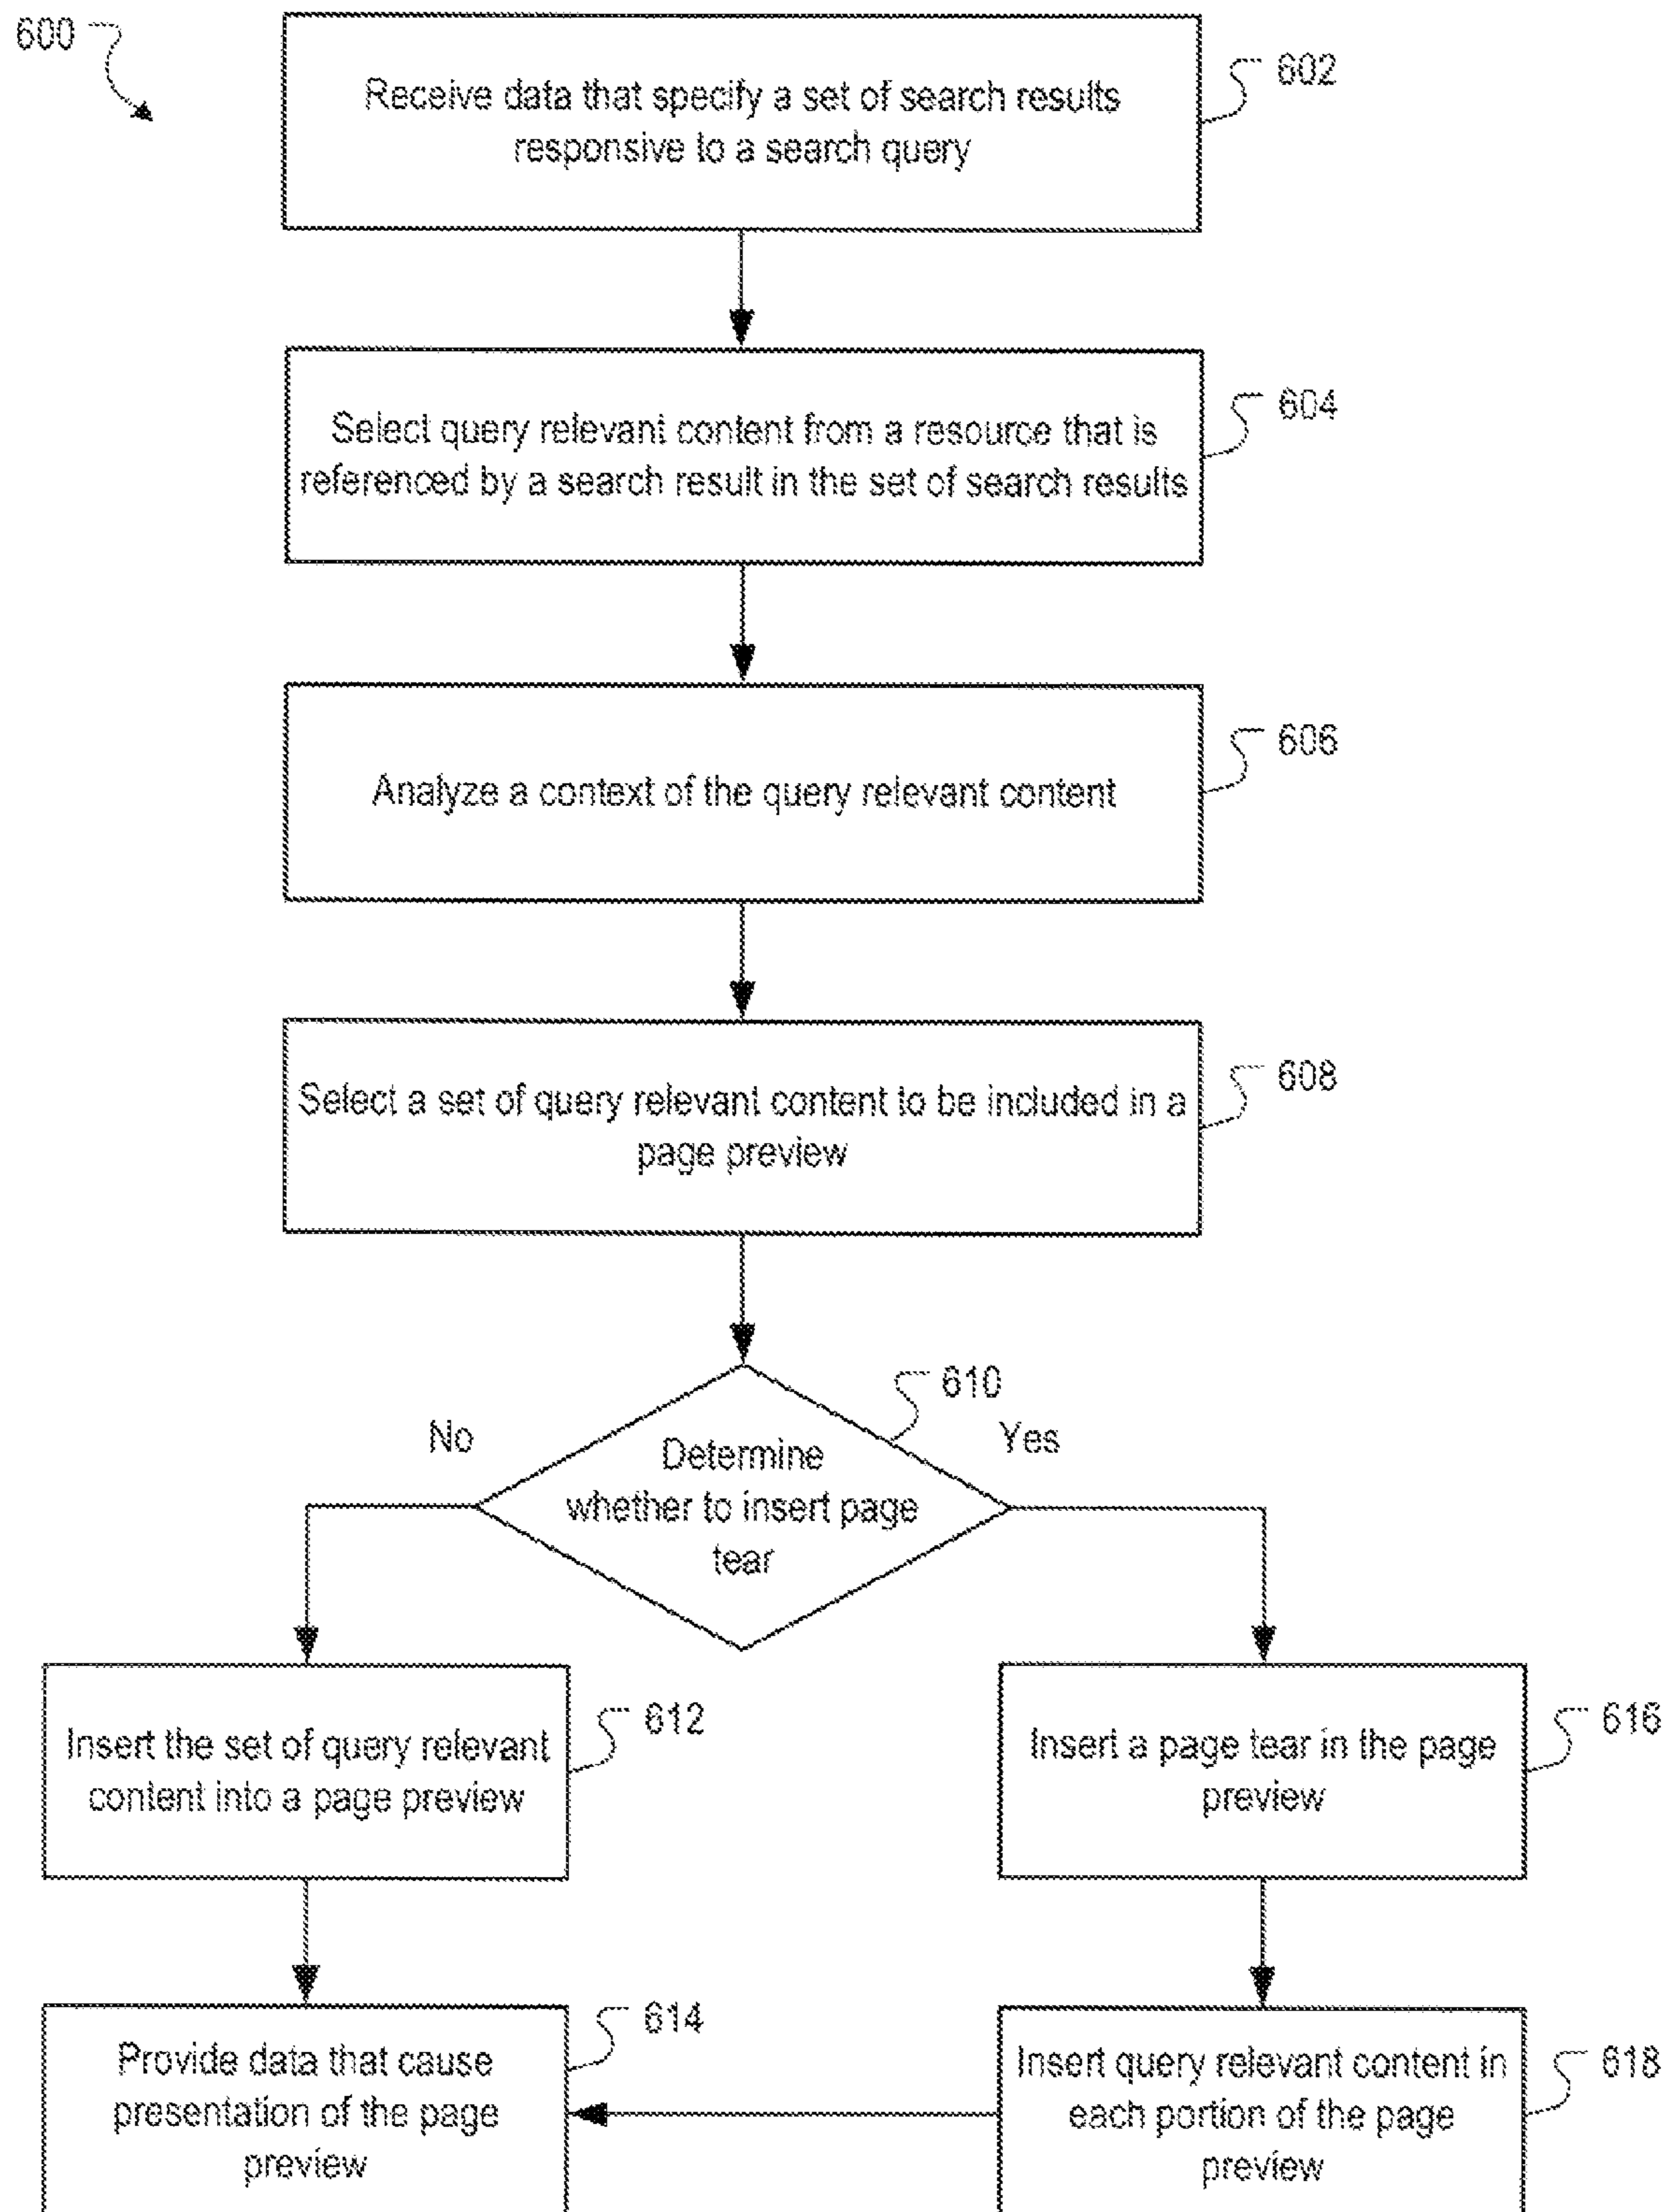 600
Receive data that specify a set of search results
responsive to a search query
602
Select query relevant content from a resource that is
referenced by a search result in the set of search results
604
Analyze a context of the query relevant content
606
Select a set of query relevant content to be included in a
page preview
608
610
No
Yes
Determine
whether to insert page
tear
Insert the set of query relevant
content into a page preview
612
Insert a page tear in the page
preview
616
Provide data that cause
presentation of the page
preview
614
Insert query relevant content in
each portion of the page
preview
618